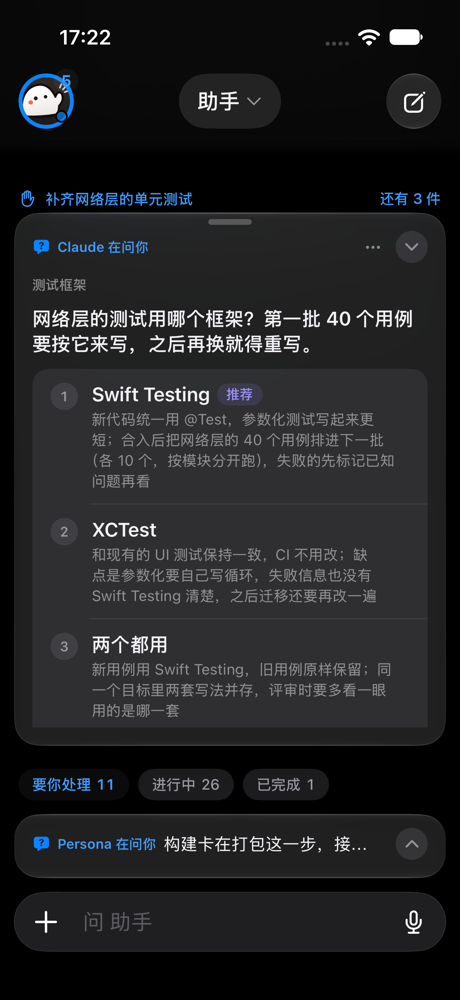 17:22
5
助手
补齐网络层的单元测试
还有 3 件
Claude 在问你
测试框架
网络层的测试用哪个框架？第一批 40 个用例
要按它来写，之后再换就得重写。
1
Swift Testing 推荐
新代码统一用 @Test，参数化测试写起来更
短；合入后把网络层的 40 个用例排进下一批
（各 10 个，按模块分开跑），失败的先标记已知
问题再看
2
XCTest
和现有的 UI 测试保持一致，CI 不用改；缺
点是参数化要自己写循环，失败信息也没有
Swift Testing 清楚，之后迁移还要再改一遍
3
两个都用
新用例用 Swift Testing，旧用例原样保留；同
一个目标里两套写法并存，评审时要多看一眼
用的是哪一套
要你处理 11
进行中 26
已完成 1
Persona 在问你 构建卡在打包这一步，接...
问 助手